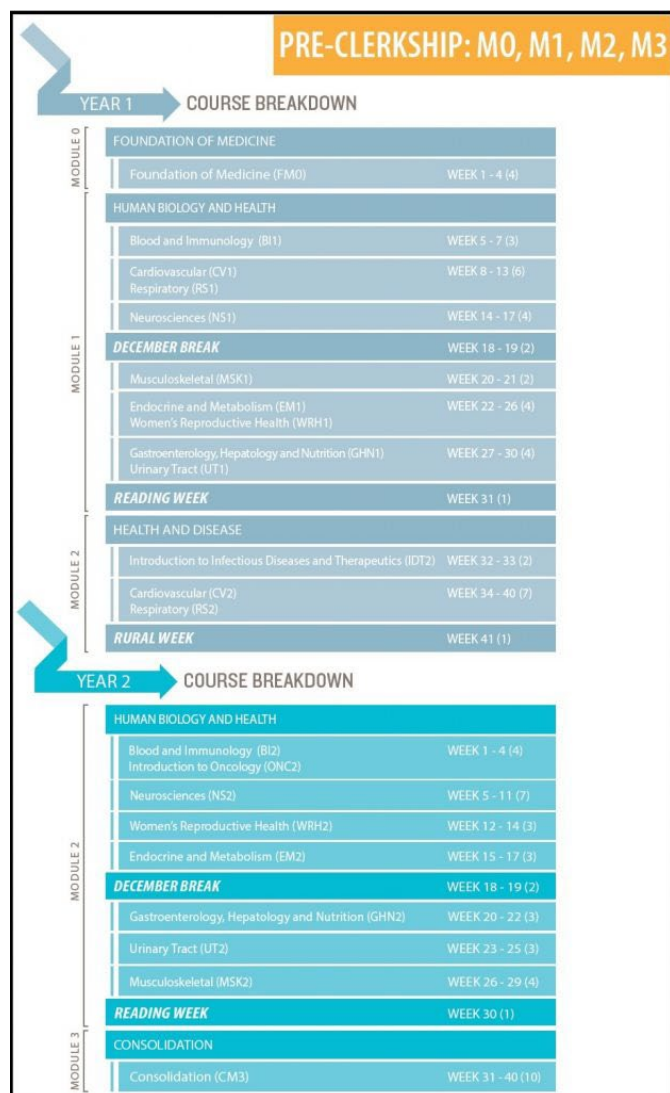 PRE-CLERKSHIP: M0, M1, M2, M3
YEAR 1 COURSE BREAKDOWN
MODULE 0
FOUNDATION OF MEDICINE
Foundation of Medicine (FM0) WEEK 1 - 4 (4)
MODULE 1
HUMAN BIOLOGY AND HEALTH
Blood and Immunology (BI1) WEEK 5 - 7 (3)
Cardiovascular (CV1) WEEK 8 - 13 (6)
Respiratory (RS1)
Neurosciences (NS1) WEEK 14 - 17 (4)
DECEMBER BREAK WEEK 18 - 19 (2)
Musculoskeletal (MSK1) WEEK 20 - 21 (2)
Endocrine and Metabolism (EM1) WEEK 22 - 26 (4)
Women's Reproductive Health (WRH1)
Gastroenterology, Hepatology and Nutrition (GHN1) WEEK 27 - 30 (4)
Urinary Tract (UT1)
READING WEEK WEEK 31 (1)
MODULE 2
HEALTH AND DISEASE
Introduction to Infectious Diseases and Therapeutics (IDT2) WEEK 32 - 33 (2)
Cardiovascular (CV2) WEEK 34 - 40 (7)
Respiratory (RS2)
RURAL WEEK WEEK 41 (1)
YEAR 2 COURSE BREAKDOWN
MODULE 2
HUMAN BIOLOGY AND HEALTH
Blood and Immunology (BI2) WEEK 1 - 4 (4)
Introduction to Oncology (ONC2)
Neurosciences (NS2) WEEK 5 - 11 (7)
Women's Reproductive Health (WRH2) WEEK 12 - 14 (3)
Endocrine and Metabolism (EM2) WEEK 15 - 17 (3)
DECEMBER BREAK WEEK 18 - 19 (2)
Gastroenterology, Hepatology and Nutrition (GHN2) WEEK 20 - 22 (3)
Urinary Tract (UT2) WEEK 23 - 25 (3)
Musculoskeletal (MSK2) WEEK 26 - 29 (4)
READING WEEK WEEK 30 (1)
MODULE 3
CONSOLIDATION
Consolidation (CM3) WEEK 31 - 40 (10)